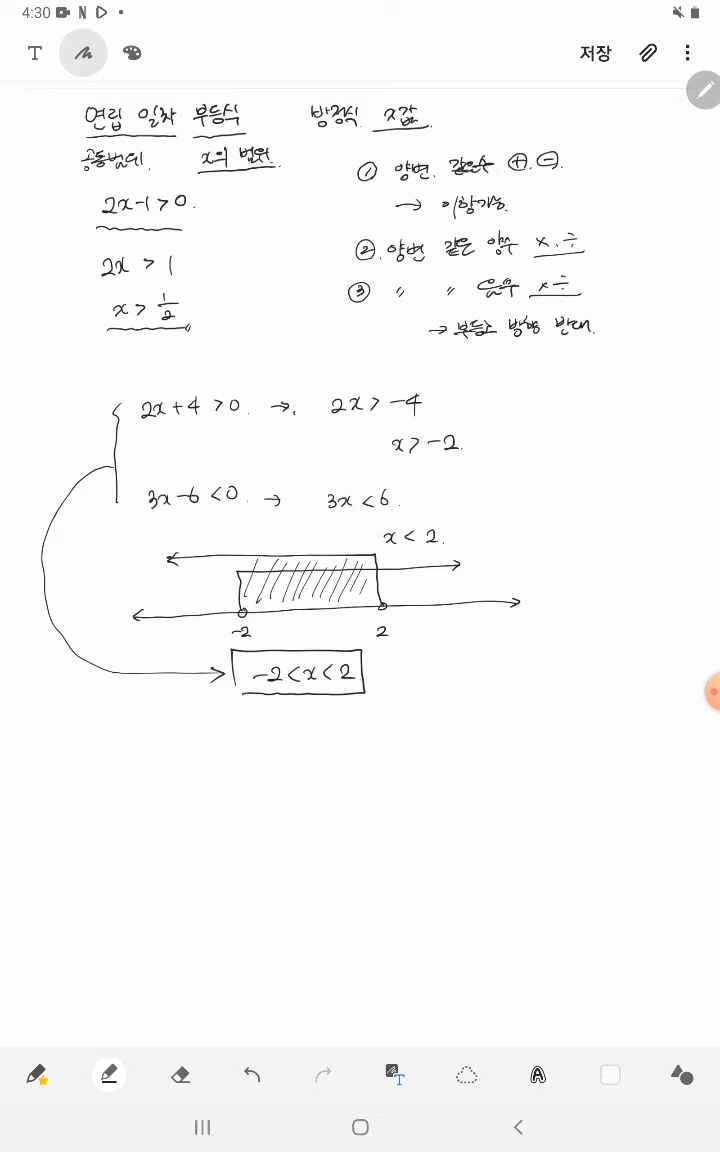 4:30
T
저장
연립 일차 부등식
공통범위. x의 범위.
2x-1>0.
2x > 1
x > 1/2
방정식 x값.
① 양변 같은수 ⊕, ⊖.
→ 이항가능.
② 양변 같은 양수 ×, ÷
③ 〃 〃 음수 ×, ÷
→ 부등호 방향 반대.
2x+4>0. → 2x > -4
x > -2.
3x-6<0. → 3x<6.
x < 2.
-2 2
-2<x<2